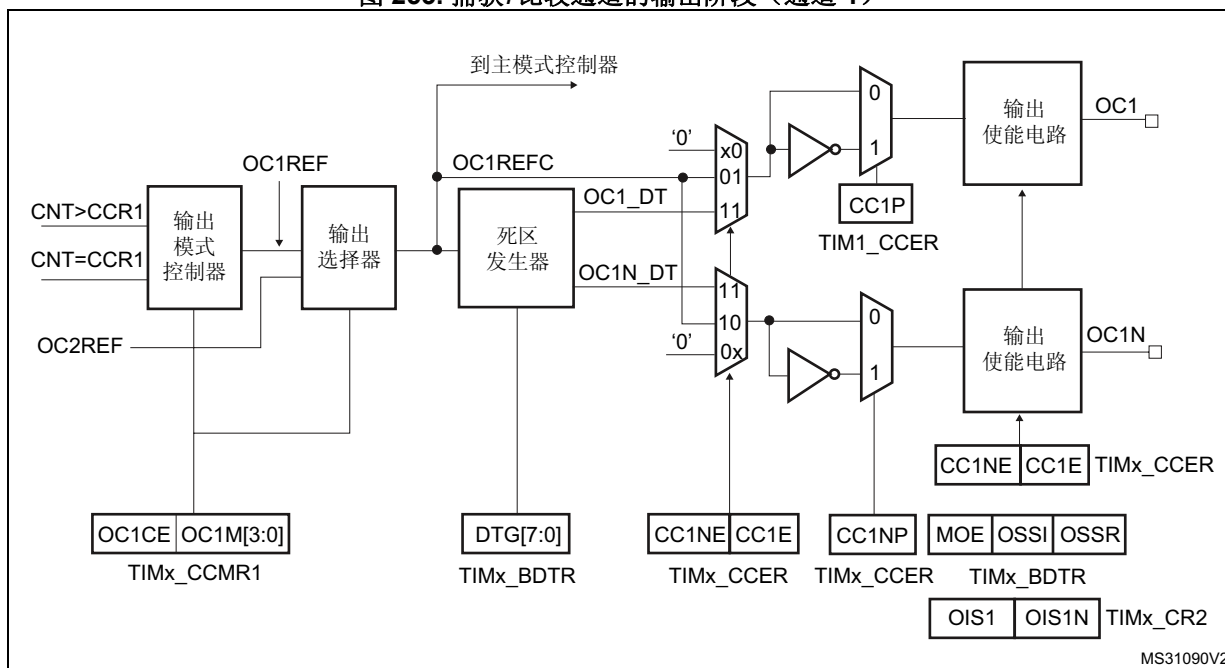 到主模式控制器
OC1REF
CNT>CCR1
CNT=CCR1
输出
模式
控制器
输出
选择器
OC2REF
OC1REFC
死区
发生器
OC1_DT
OC1N_DT
'0'
x0
01
11
11
10
'0'
0x
0
1
CC1P
TIM1_CCER
0
1
输出
使能电路
OC1
输出
使能电路
OC1N
CC1NE CC1E TIMx_CCER
OC1CE OC1M[3:0]
TIMx_CCMR1
DTG[7:0]
TIMx_BDTR
CC1NE CC1E
TIMx_CCER
CC1NP
TIMx_CCER
MOE OSSI OSSR
TIMx_BDTR
OIS1 OIS1N TIMx_CR2
MS31090V2